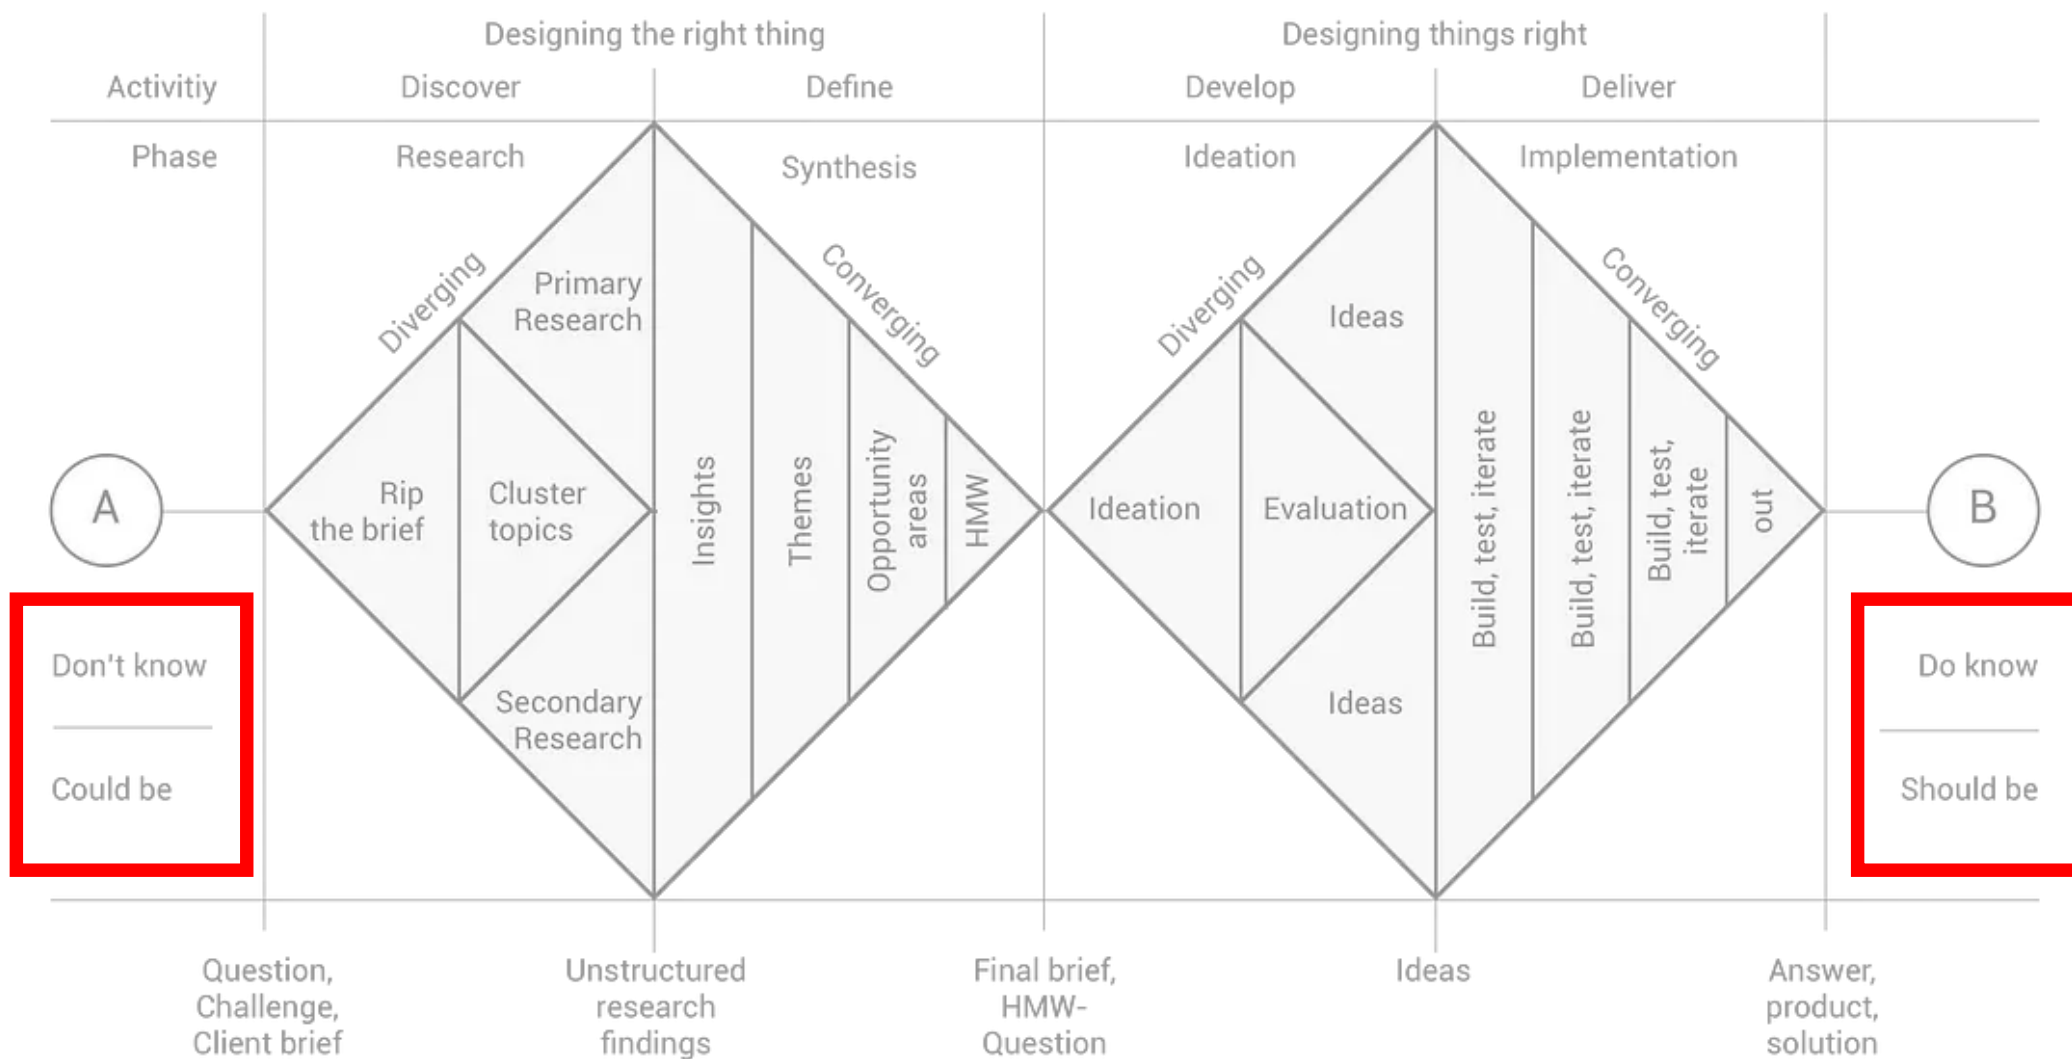 Designing the right thing
Designing things right
Activitiy
Discover
Define
Develop
Deliver
Phase
Research
Synthesis
Ideation
Implementation
Diverging
Converging
Diverging
Converging
Primary
Research
Ideas
A
Rip
the brief
Cluster
topics
Insights
Themes
Opportunity
areas
HMW
Ideation
Evaluation
Build, test, iterate
Build, test, iterate
Build, test,
iterate
out
B
Don't know
Could be
Secondary
Research
Ideas
Do know
Should be
Question,
Challenge,
Client brief
Unstructured
research
findings
Final brief,
HMW-
Question
Ideas
Answer,
product,
solution